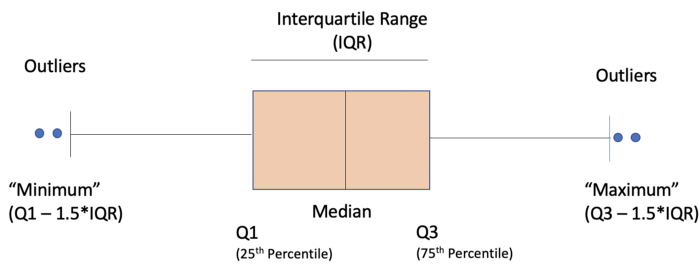 Interquartile Range
(IQR)
Outliers
Outliers
“Minimum”
(Q1 – 1.5*IQR)
“Maximum”
(Q3 – 1.5*IQR)
Median
Q1
(25th Percentile)
Q3
(75th Percentile)